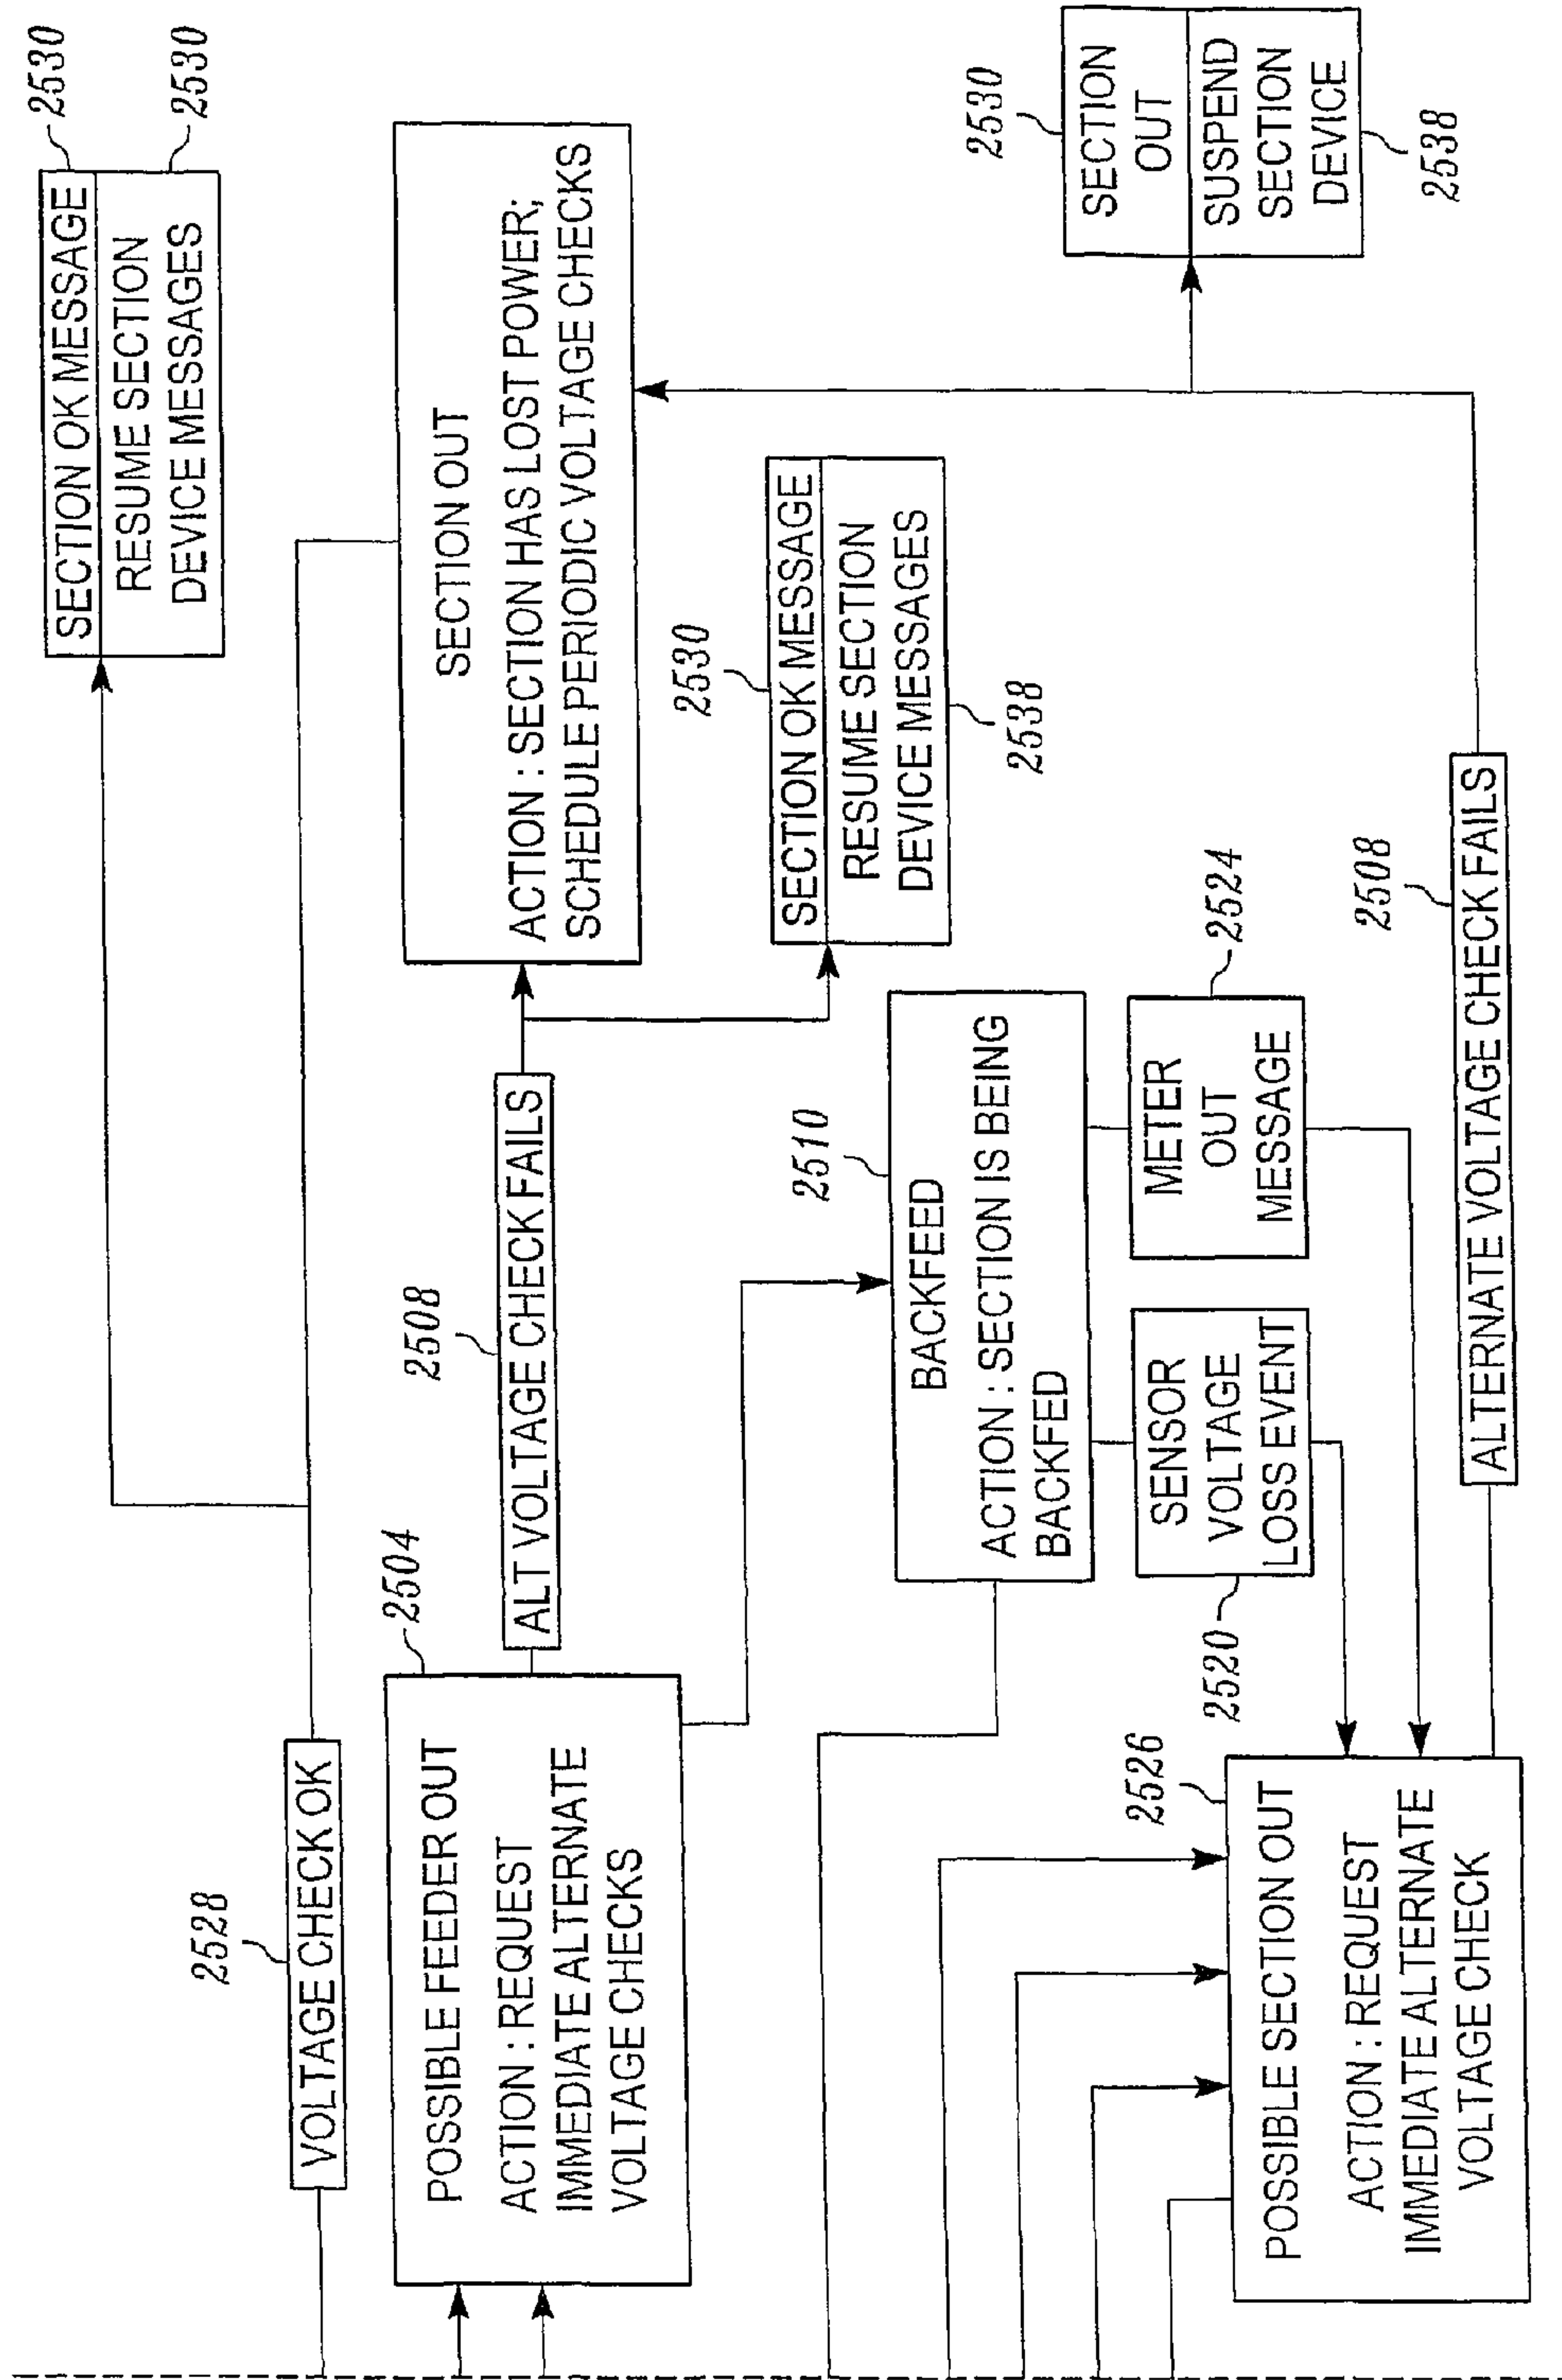 2530
SECTION OK MESSAGE
RESUME SECTION
DEVICE MESSAGES
2530
2528
VOLTAGE CHECK OK
2504
POSSIBLE FEEDER OUT
ACTION : REQUEST
IMMEDIATE ALTERNATE
VOLTAGE CHECKS
2508
ALT VOLTAGE CHECK FAILS
SECTION OUT
ACTION : SECTION HAS LOST POWER;
SCHEDULE PERIODIC VOLTAGE CHECKS
2530
SECTION OK MESSAGE
RESUME SECTION
DEVICE MESSAGES
2538
2510
BACKFEED
ACTION : SECTION IS BEING
BACKFED
SENSOR
VOLTAGE
LOSS EVENT
2520
METER
OUT
MESSAGE
2524
2530
SECTION
OUT
SUSPEND
SECTION
DEVICE
2538
2526
POSSIBLE SECTION OUT
ACTION : REQUEST
IMMEDIATE ALTERNATE
VOLTAGE CHECK
2508
ALTERNATE VOLTAGE CHECK FAILS